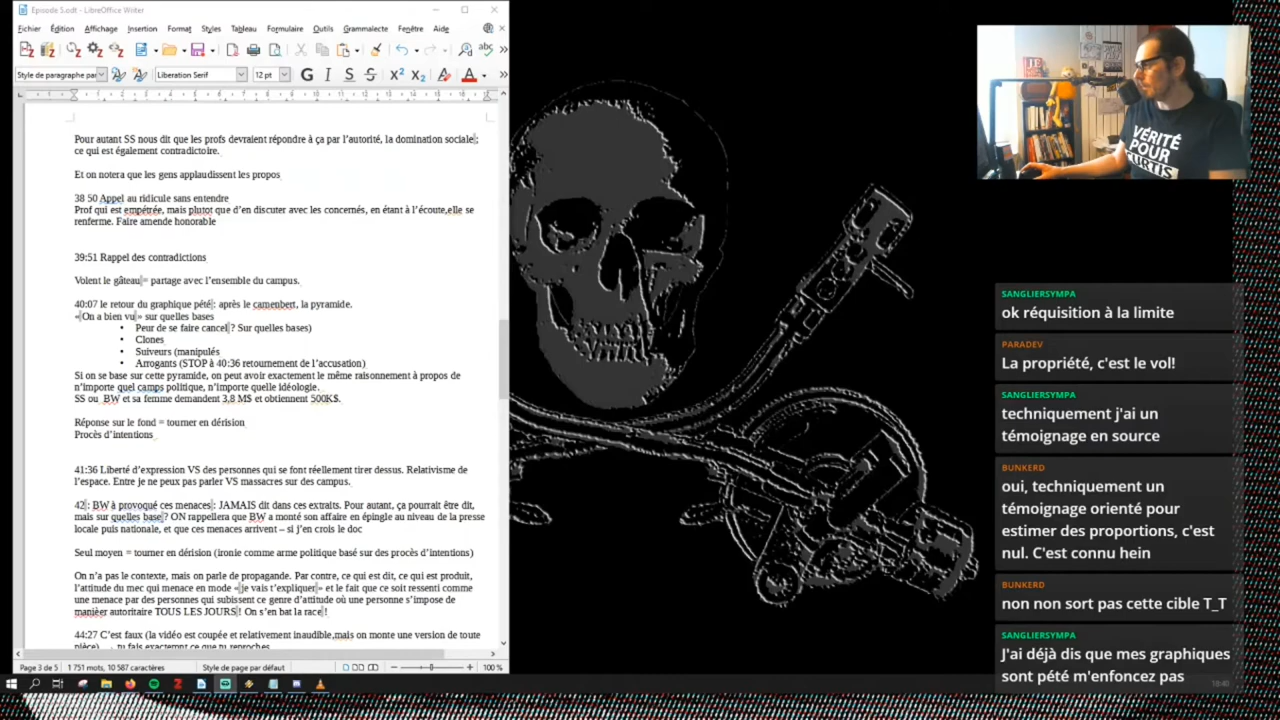 Episode 5.odt - LibreOffice Writer
Fichier Édition Affichage Insertion Format Styles Tableau Formulaire Outils Grammalecte Fenêtre Aide
Style de paragraphe par
Liberation Serif
12 pt
G I S S X² X₂
Pour autant SS nous dit que les profs devraient répondre à ça par l'autorité, la domination sociale ;
ce qui est également contradictoire.
Et on notera que les gens applaudissent les propos
38 50 Appel au ridicule sans entendre
Prof qui est empétrée, mais plutot que d'en discuter avec les concernés, en étant à l'écoute,elle se
renferme. Faire amende honorable
39:51 Rappel des contradictions
Volent le gâteau = partage avec l'ensemble du campus.
40:07 le retour du graphique pété : après le camenbert, la pyramide.
« On a bien vu » sur quelles bases
• Peur de se faire cancel ? Sur quelles bases)
• Clones
• Suiveurs (manipulés
• Arrogants (STOP à 40:36 retournement de l'accusation)
Si on se base sur cette pyramide, on peut avoir exactement le même raisonnement à propos de
n'importe quel camps politique, n'importe quelle idéologie.
SS ou BW et sa femme demandent 3,8 M$ et obtiennent 500K$.
Réponse sur le fond = tourner en dérision
Procès d'intentions
41:36 Liberté d'expression VS des personnes qui se font réellement tirer dessus. Relativisme de
l'espace. Entre je ne peux pas parler VS massacres sur des campus.
42 : BW à provoqué ces menaces : JAMAIS dit dans ces extraits. Pour autant, ça pourrait être dit,
mais sur quelles base ? ON rappellera que BW a monté son affaire en épingle au niveau de la presse
locale puis nationale, et que ces menaces arrivent – si j'en crois le doc
Seul moyen = tourner en dérision (ironie comme arme politique basé sur des procès d'intentions)
On n'a pas le contexte, mais on parle de propagande. Par contre, ce qui est dit, ce qui est produit,
l'attitude du mec qui menace en mode « je vais t'expliquer » et le fait que ce soit ressenti comme
une menace par des personnes qui subissent ce genre d'attitude où une personne s'impose de
manièer autoritaire TOUS LES JOURS ! On s'en bat la race !
44:27 C'est faux (la vidéo est coupée et relativement inaudible,mais on monte une version de toute
pièce) ... tu fais exactempt ce que tu reproches
Page 3 de 5 1 751 mots, 10 587 caractères Style de page par défaut 100 %
VÉRITÉ
POUR
CURTIS
SANGLIERSYMPA
ok réquisition à la limite
PARADEV
La propriété, c'est le vol!
SANGLIERSYMPA
techniquement j'ai un
témoignage en source
BUNKERD
oui, techniquement un
témoignage orienté pour
estimer des proportions, c'est
nul. C'est connu hein
BUNKERD
non non sort pas cette cible T_T
SANGLIERSYMPA
J'ai déjà dis que mes graphiques
sont pété m'enfoncez pas
18:40